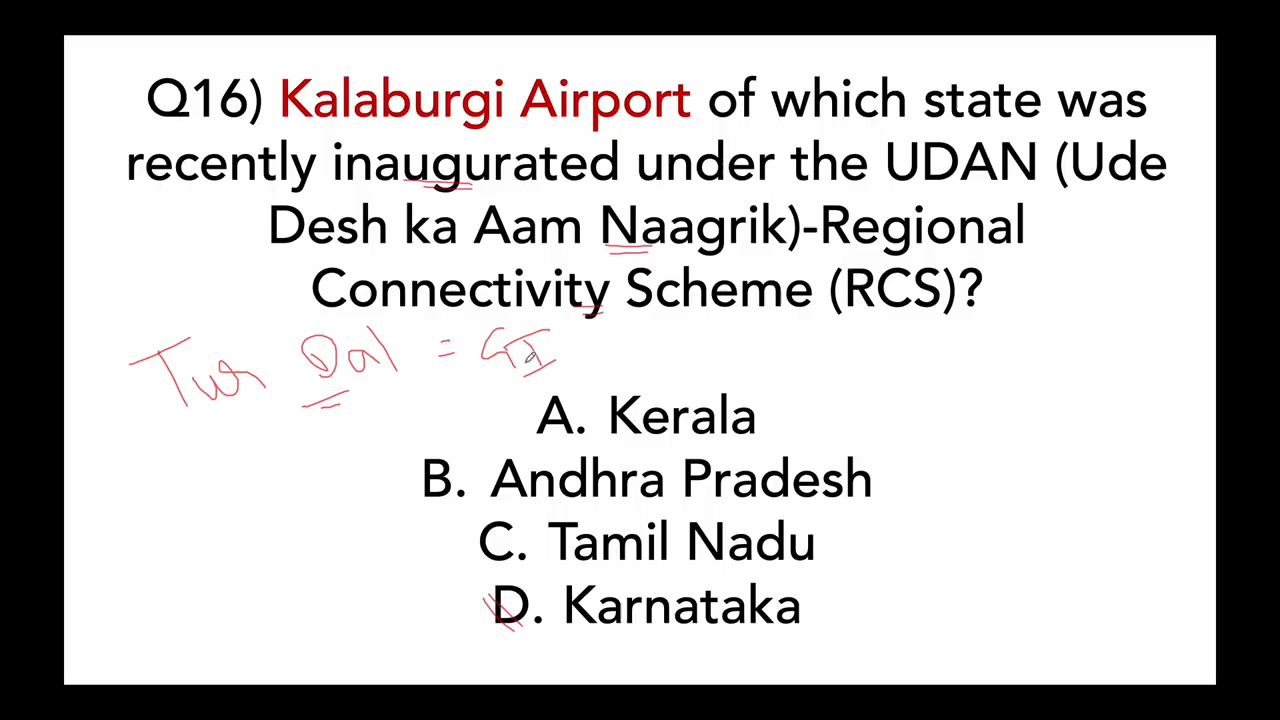 Q16) Kalaburgi Airport of which state was
recently inaugurated under the UDAN (Ude
Desh ka Aam Naagrik)-Regional
Connectivity Scheme (RCS)?
Tur Dal = GI
A. Kerala
B. Andhra Pradesh
C. Tamil Nadu
D. Karnataka